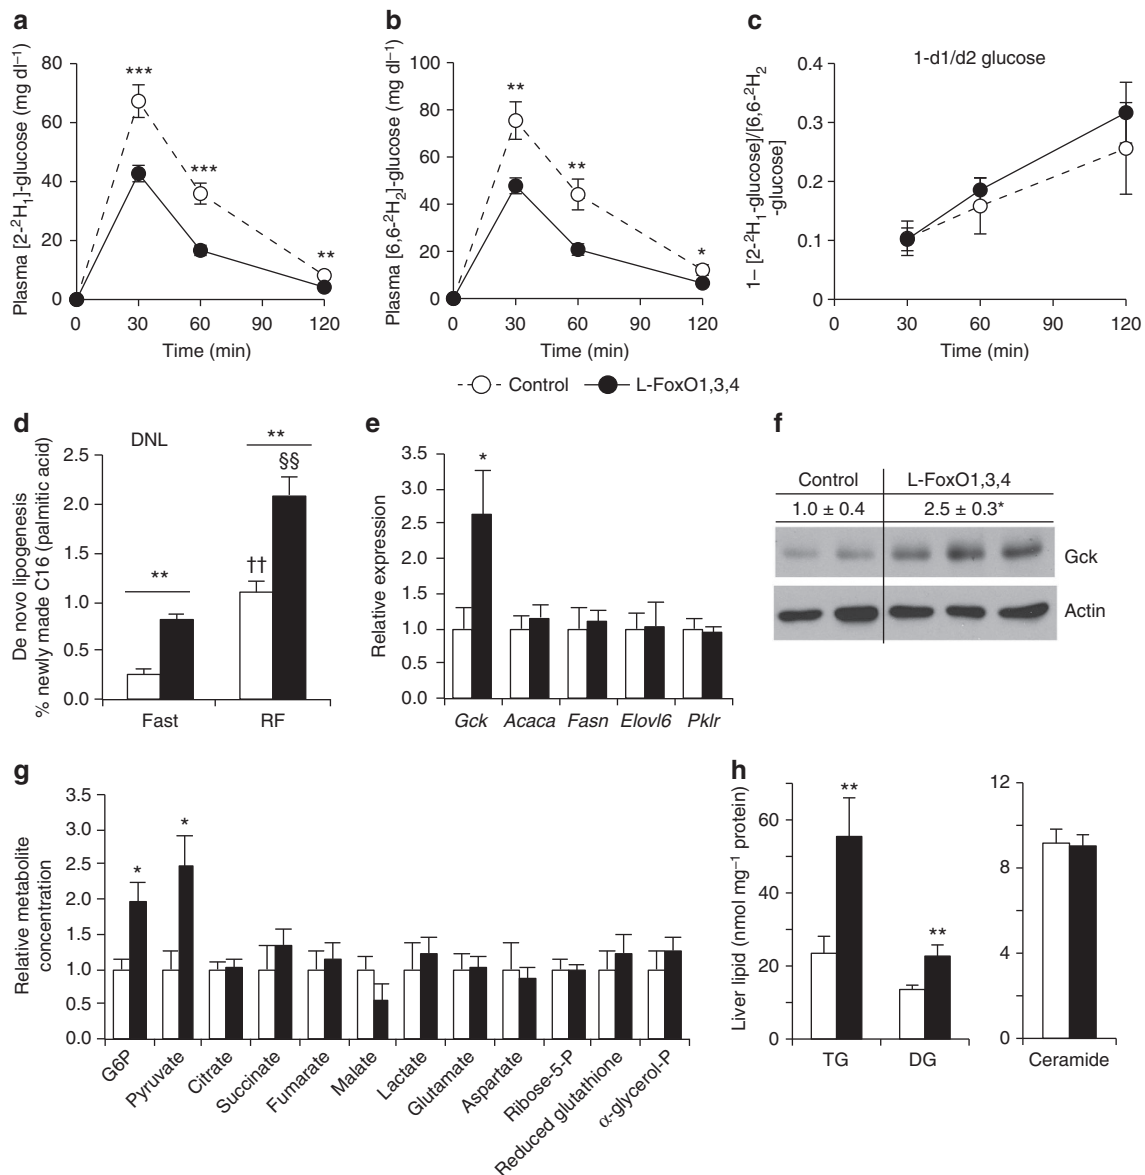 a
Plasma [2-²H₁]-glucose (mg dl⁻¹)
80
60
40
20
0
***
***
**
0 30 60 90 120
Time (min)
b
Plasma [6,6-²H₂]-glucose (mg dl⁻¹)
100
80
60
40
20
0
**
**
*
0 30 60 90 120
Time (min)
c
1-d1/d2 glucose
1– [2-²H₁-glucose]/[6,6-²H₂
-glucose]
0.4
0.3
0.2
0.1
0
0 30 60 90 120
Time (min)
Control L-FoxO1,3,4
d
DNL
De novo lipogenesis
% newly made C16 (palmitic acid)
2.5
2.0
1.5
1.0
0.5
0.0
**
††
**
§§
Fast RF
e
Relative expression
3.5
3.0
2.5
2.0
1.5
1.0
0.5
0.0
*
Gck Acaca Fasn Elovl6 Pklr
f
Control L-FoxO1,3,4
1.0 ± 0.4 2.5 ± 0.3*
Gck
Actin
g
Relative metabolite
concentration
3.5
3.0
2.5
2.0
1.5
1.0
0.5
0.0
*
*
G6P
Pyruvate
Citrate
Succinate
Fumarate
Malate
Lactate
Glutamate
Aspartate
Ribose-5-P
Reduced glutathione
α-glycerol-P
h
Liver lipid (nmol mg⁻¹ protein)
60
40
20
0
**
**
TG DG
12
9
4
0
Ceramide